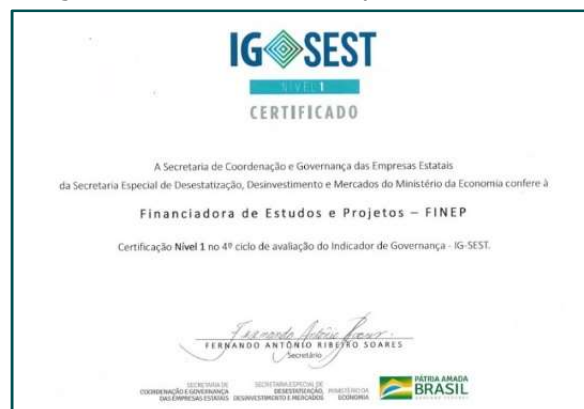 IG SEST
NÍVEL 1
CERTIFICADO
A Secretaria de Coordenação e Governança das Empresas Estatais
da Secretaria Especial de Desestatização, Desinvestimento e Mercados do Ministério da Economia confere à
Financiadora de Estudos e Projetos – FINEP
Certificação Nível 1 no 4º ciclo de avaliação do Indicador de Governança - IG-SEST.
Fernando Antônio
FERNANDO ANTÔNIO RIBEIRO SOARES
Secretário
SECRETARIA DE COORDENAÇÃO E GOVERNANÇA DAS EMPRESAS ESTATAIS
SECRETARIA ESPECIAL DE DESESTATIZAÇÃO, DESINVESTIMENTO E MERCADOS
MINISTÉRIO DA ECONOMIA
PÁTRIA AMADA
BRASIL